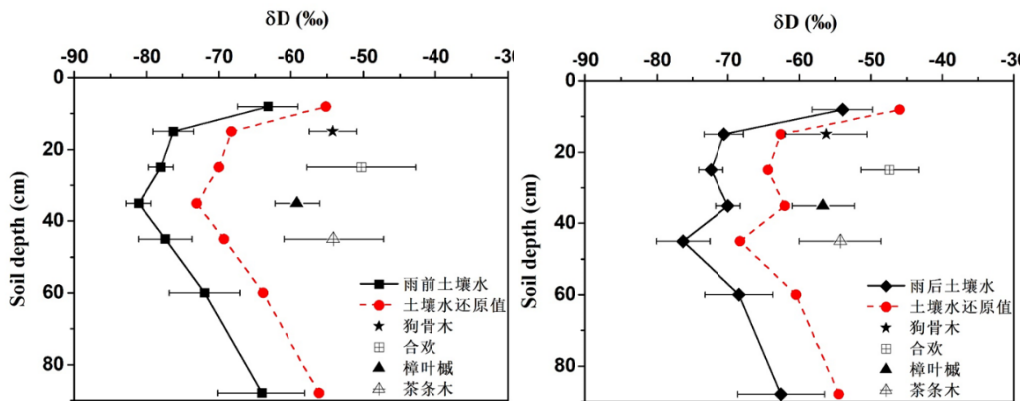 δD (‰)
-90 -80 -70 -60 -50 -40 -30
0
20
40
60
80
Soil depth (cm)
雨前土壤水
土壤水还原值
狗骨木
合欢
樟叶槭
茶条木
δD (‰)
-90 -80 -70 -60 -50 -40 -30
0
20
40
60
80
Soil depth (cm)
雨后土壤水
土壤水还原值
狗骨木
合欢
樟叶槭
茶条木